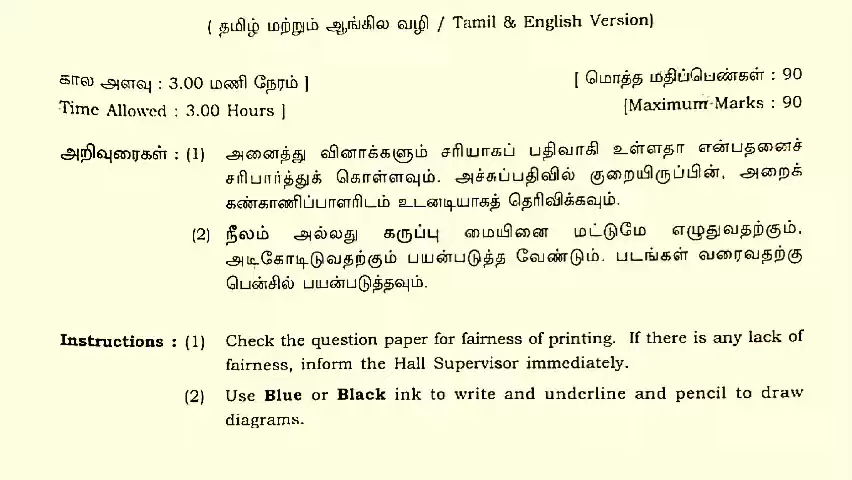 ( தமிழ் மற்றும் ஆங்கில வழி / Tamil & English Version)
கால அளவு : 3.00 மணி நேரம் ]
[ மொத்த மதிப்பெண்கள் : 90
Time Allowed : 3.00 Hours ]
[Maximum Marks : 90
அறிவுரைகள் : (1) அனைத்து வினாக்களும் சரியாகப் பதிவாகி உள்ளதா என்பதனைச்
சரிபார்த்துக் கொள்ளவும். அச்சுப்பதிவில் குறையிருப்பின், அறைக்
கண்காணிப்பாளரிடம் உடனடியாகத் தெரிவிக்கவும்.
(2) நீலம் அல்லது கருப்பு மையினை மட்டுமே எழுதுவதற்கும்,
அடிகோடிடுவதற்கும் பயன்படுத்த வேண்டும். படங்கள் வரைவதற்கு
பென்சில் பயன்படுத்தவும்.
Instructions : (1) Check the question paper for fairness of printing. If there is any lack of
fairness, inform the Hall Supervisor immediately.
(2) Use Blue or Black ink to write and underline and pencil to draw
diagrams.